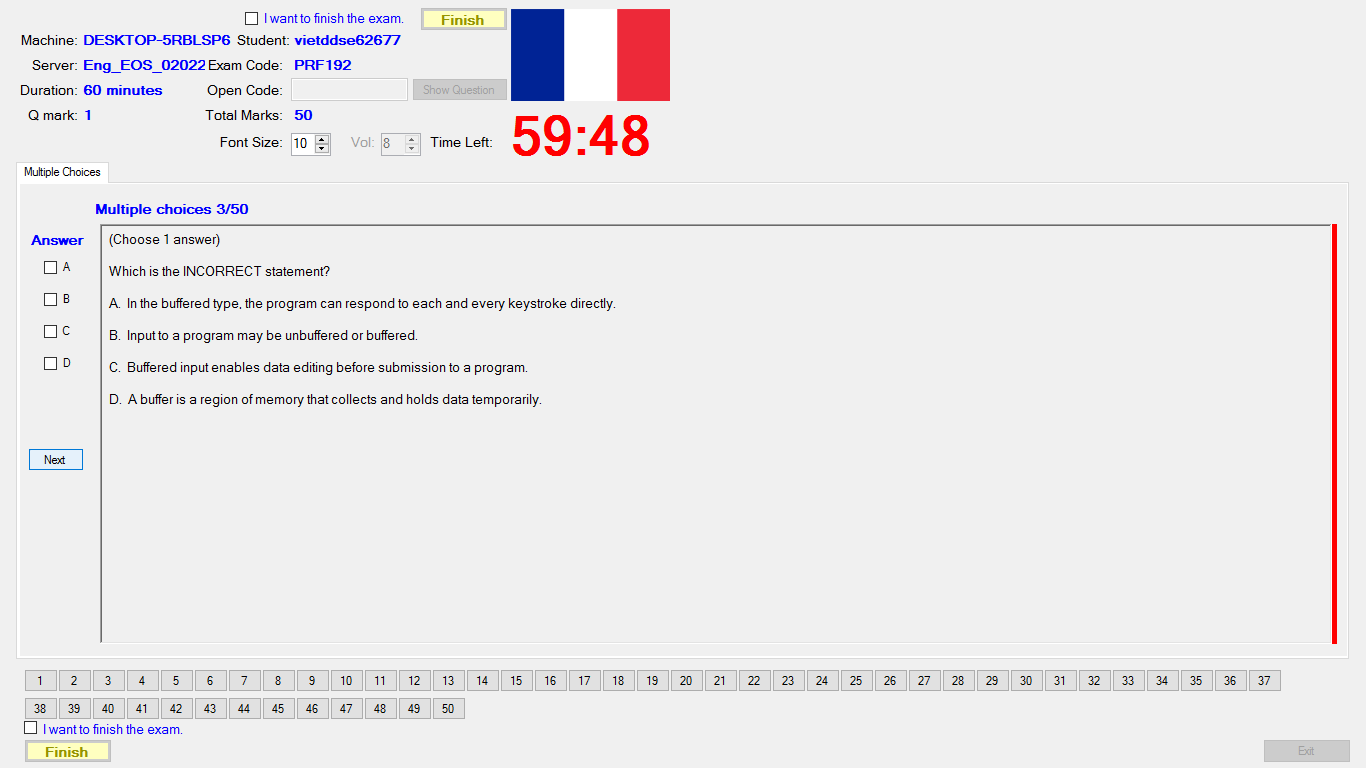 I want to finish the exam. Finish
Machine: DESKTOP-5RBLSP6 Student: vietddse62677
Server: Eng_EOS_02022 Exam Code: PRF192
Duration: 60 minutes Open Code: Show Question
Q mark: 1 Total Marks: 50
Font Size: 10 Vol: 8 Time Left: 59:48
Multiple Choices
Multiple choices 3/50
Answer
A
B
C
D
Next
(Choose 1 answer)
Which is the INCORRECT statement?
A. In the buffered type, the program can respond to each and every keystroke directly.
B. Input to a program may be unbuffered or buffered.
C. Buffered input enables data editing before submission to a program.
D. A buffer is a region of memory that collects and holds data temporarily.
1 2 3 4 5 6 7 8 9 10 11 12 13 14 15 16 17 18 19 20 21 22 23 24 25 26 27 28 29 30 31 32 33 34 35 36 37
38 39 40 41 42 43 44 45 46 47 48 49 50
I want to finish the exam.
Finish
Exit